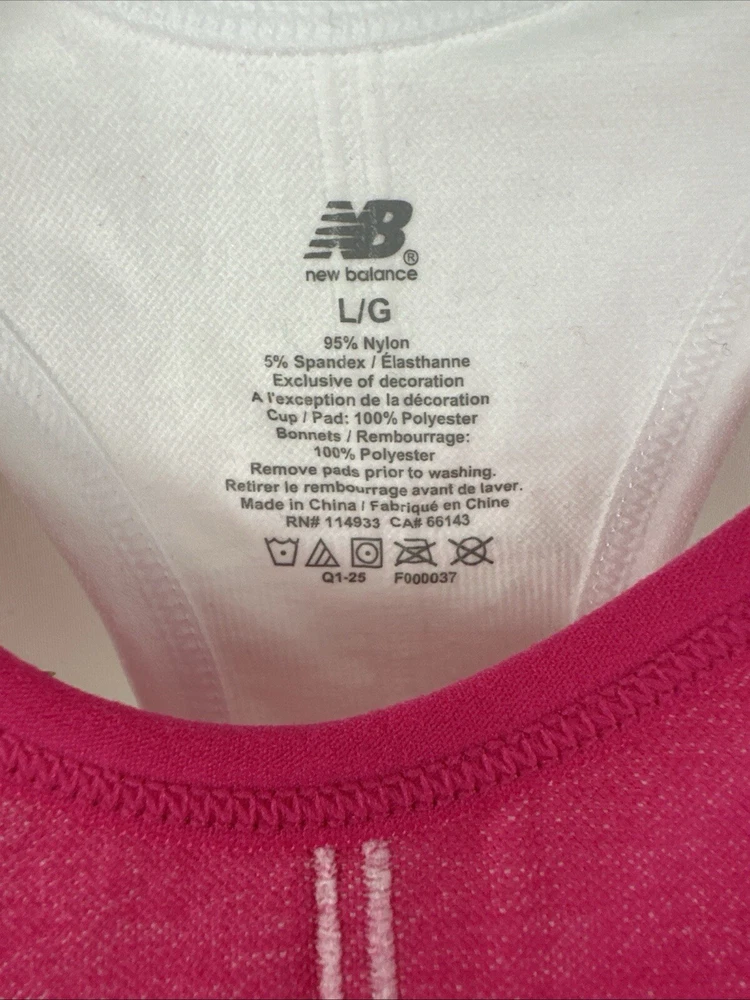 NB®
new balance
L/G
95% Nylon
5% Spandex / Élasthanne
Exclusive of decoration
A l'exception de la décoration
Cup / Pad: 100% Polyester
Bonnets / Rembourrage:
100% Polyester
Remove pads prior to washing.
Retirer le rembourrage avant de laver.
Made in China / Fabriqué en Chine
RN# 114933 CA# 66143
Q1-25 F000037